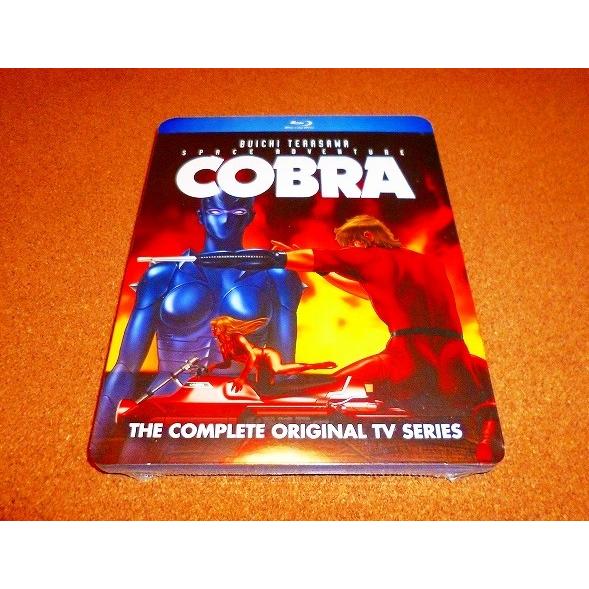 Blu-ray Disc
BUICHI TERASAWA
SPACE ADVENTURE
COBRA
THE COMPLETE ORIGINAL TV SERIES